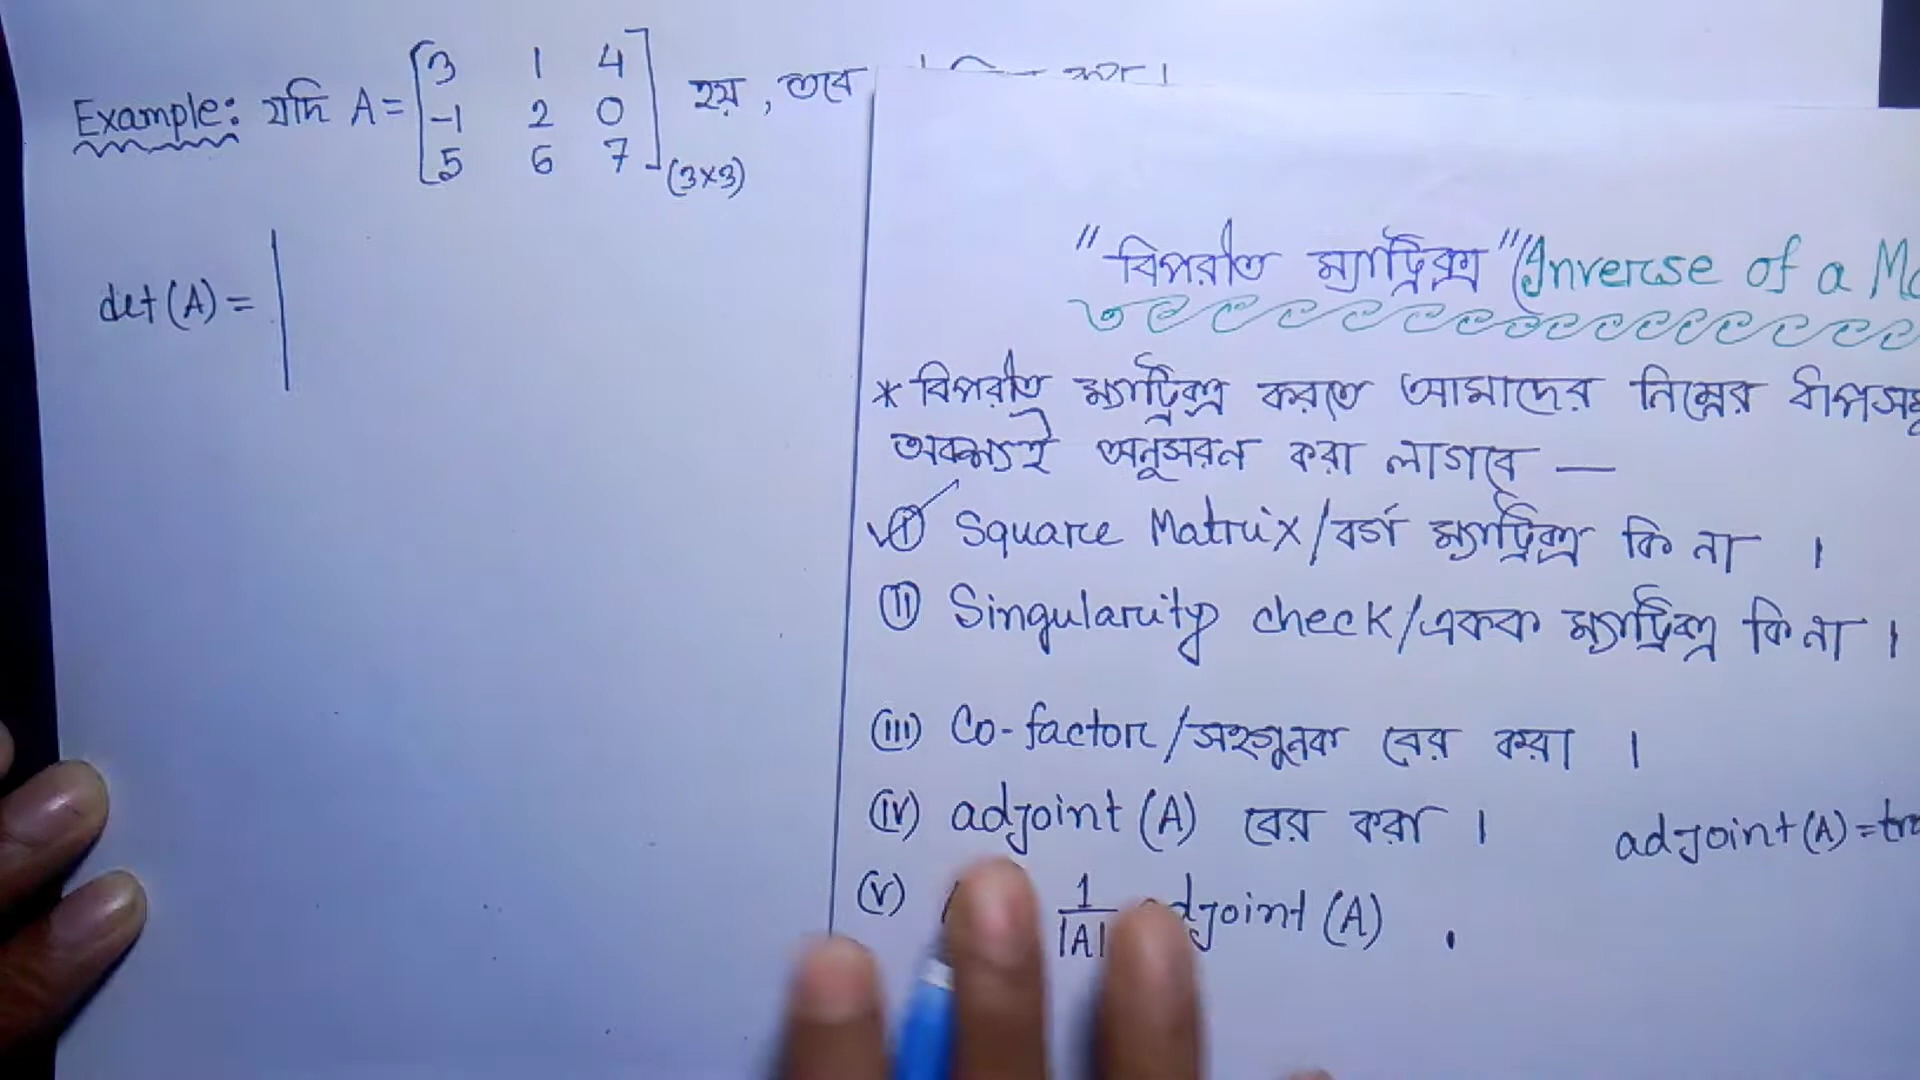 Example: যদি A= [3 1 4
-1 2 0
5 6 7] (3×3) হয়, তবে
det(A) = |
"বিপরীত ম্যাট্রিক্স" (Inverse of a
* বিপরীত ম্যাট্রিক্স করতে আমাদের নিম্নের
অবশ্যই অনুসরন করা লাগবে —
(i) Square Matrix/বর্গ ম্যাট্রিক্স কি না ।
(ii) Singularity check/একক ম্যাট্রিক্স কি না ।
(iii) Co-factor/সহগুনক বের করা ।
(iv) adjoint (A) বের করা । adjoint(A) =
(v) 1/|A| adjoint (A) .